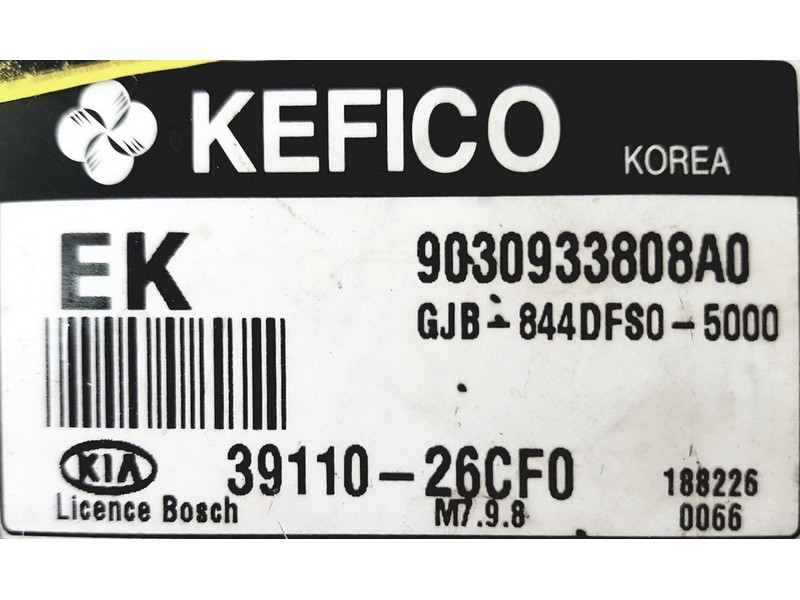 KEFICO KOREA
EK 9030933808A0
GJB-844DFS0-5000
KIA 39110-26CF0 188226
Licence Bosch M7.9.8 0066